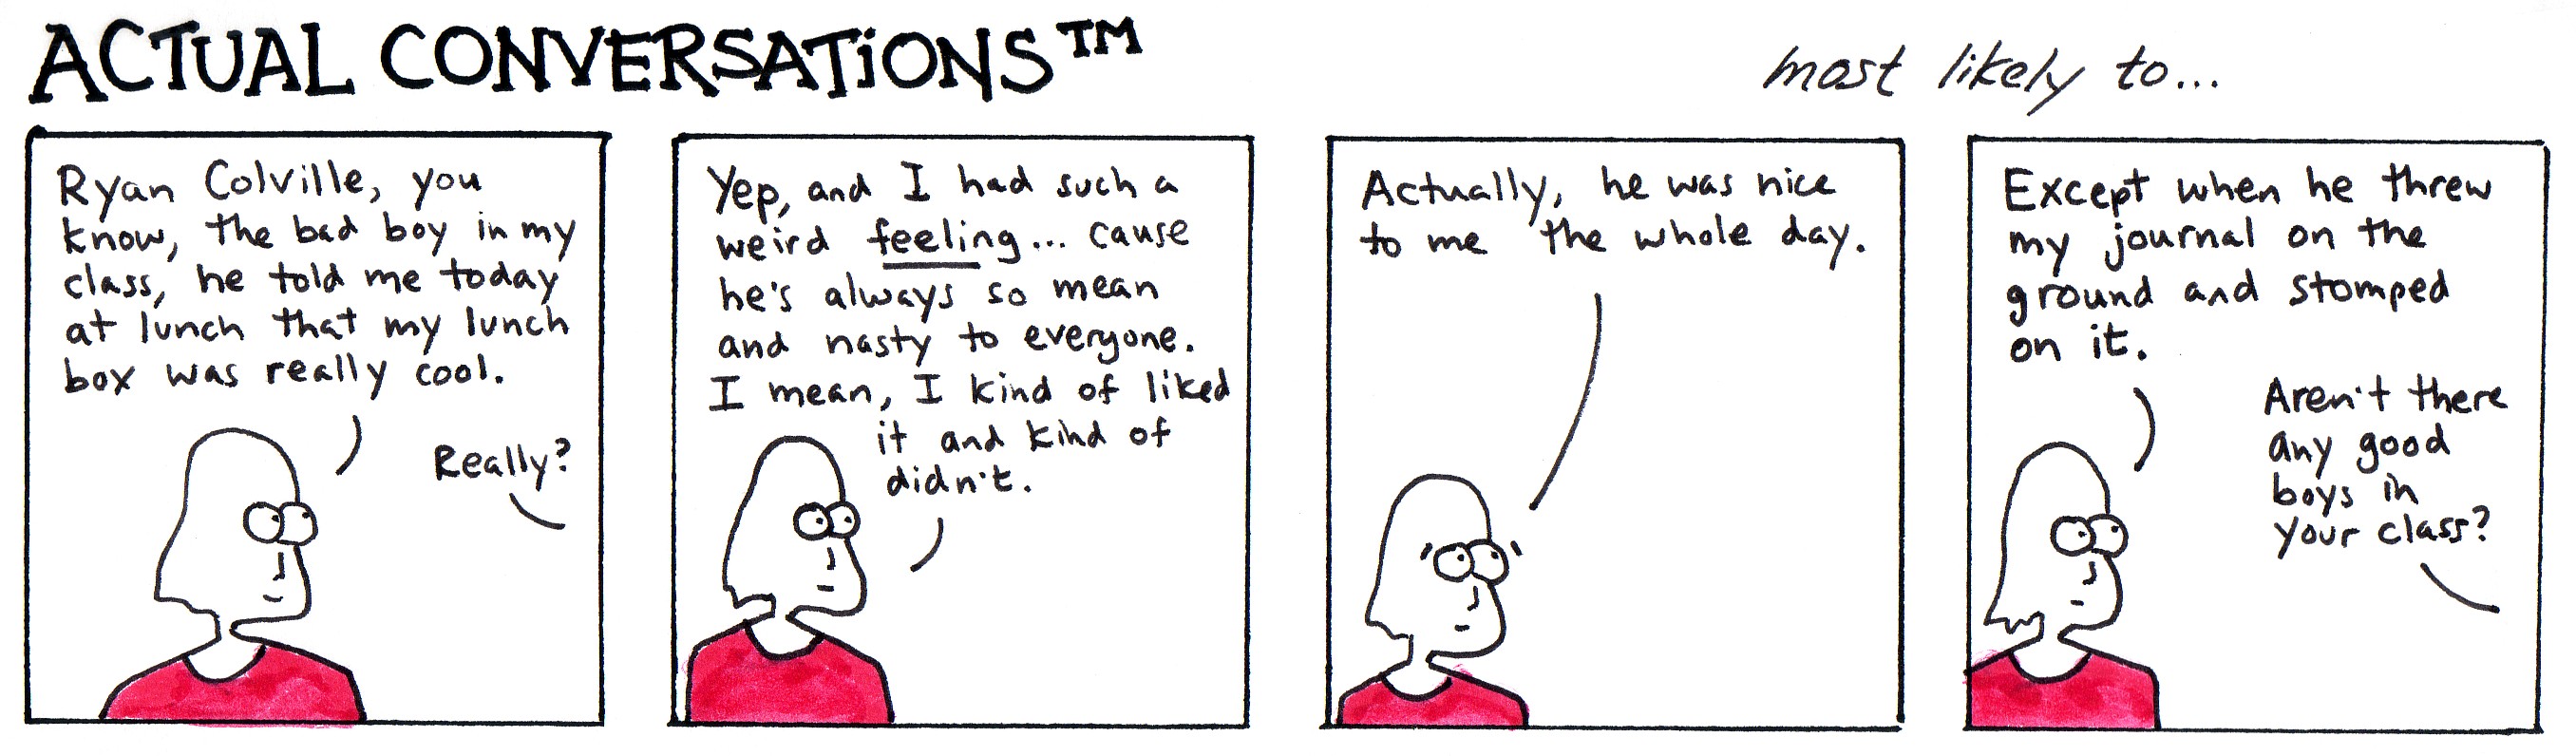 ACTUAL CONVERSATIONS™
most likely to...
Ryan Colville, you
know, the bad boy in my
class, he told me today
at lunch that my lunch
box was really cool.
Really?
Yep, and I had such a
weird feeling... cause
he's always so mean
and nasty to everyone.
I mean, I kind of liked
it and kind of
didn't.
Actually, he was nice
to me the whole day.
Except when he threw
my journal on the
ground and stomped
on it.
Aren't there
any good
boys in
your class?